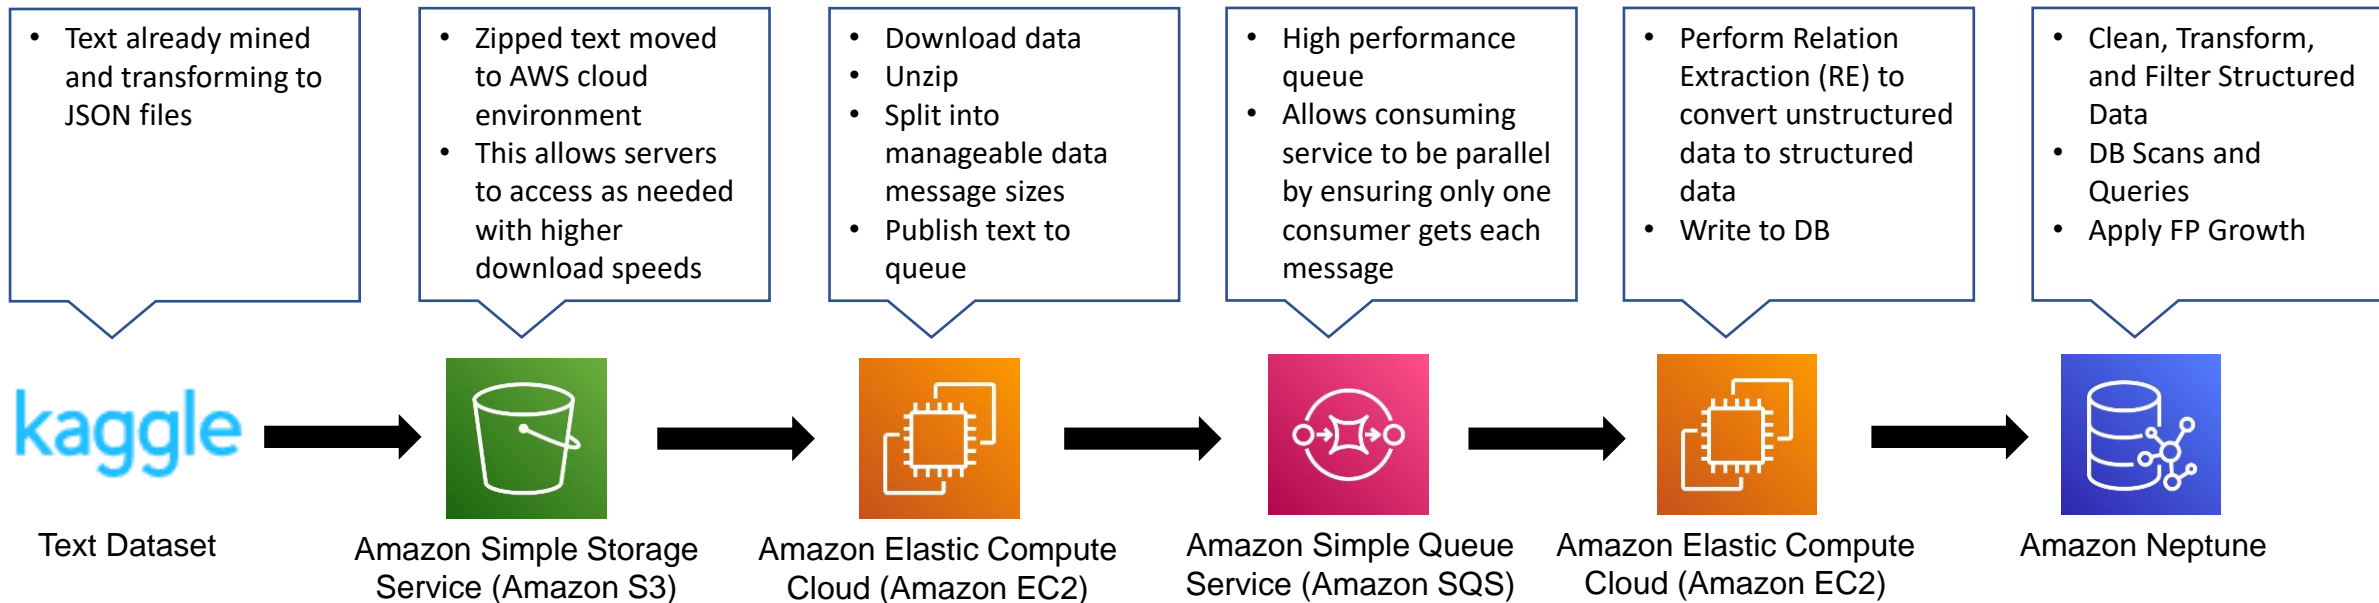 • Text already mined
and transforming to
JSON files
• Zipped text moved
to AWS cloud
environment
• This allows servers
to access as needed
with higher
download speeds
• Download data
• Unzip
• Split into
manageable data
message sizes
• Publish text to
queue
• High performance
queue
• Allows consuming
service to be parallel
by ensuring only one
consumer gets each
message
• Perform Relation
Extraction (RE) to
convert unstructured
data to structured
data
• Write to DB
• Clean, Transform,
and Filter Structured
Data
• DB Scans and
Queries
• Apply FP Growth
kaggle
Text Dataset
Amazon Simple Storage
Service (Amazon S3)
Amazon Elastic Compute
Cloud (Amazon EC2)
Amazon Simple Queue
Service (Amazon SQS)
Amazon Elastic Compute
Cloud (Amazon EC2)
Amazon Neptune